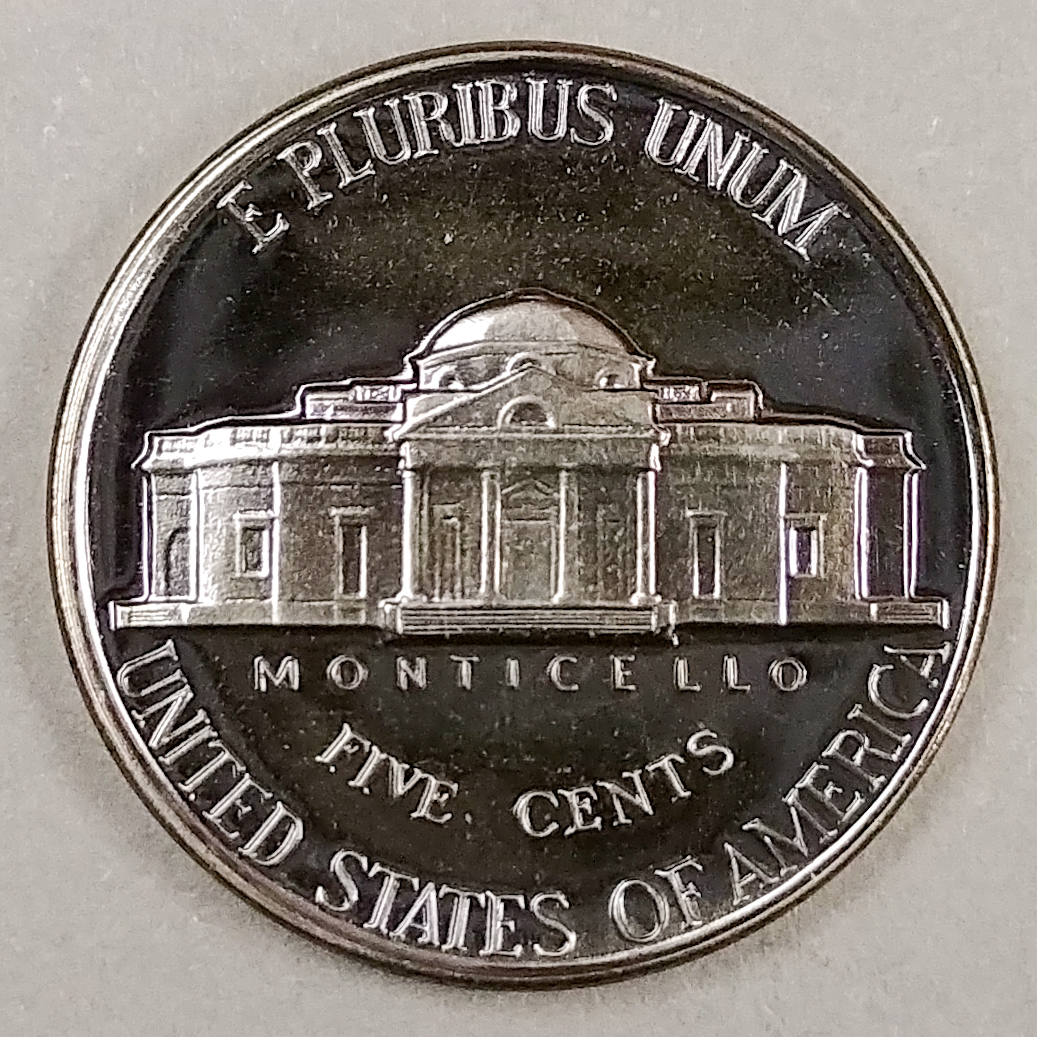 E PLURIBUS UNUM
MONTICELLO
FIVE CENTS
UNITED STATES OF AMERICA